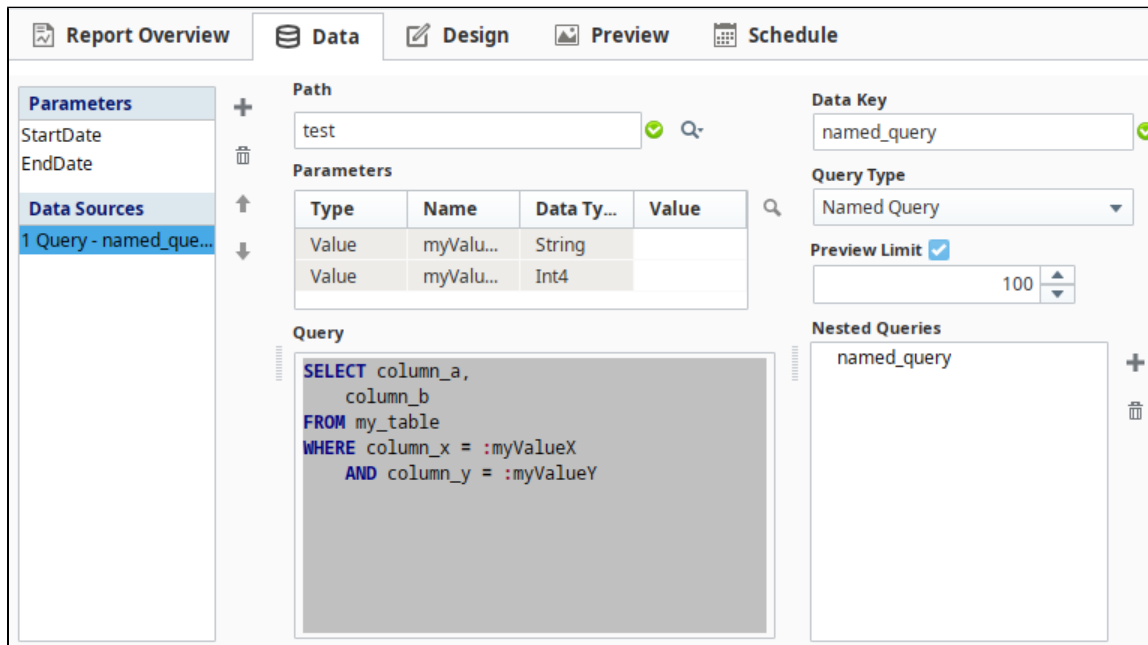 Report Overview Data Design Preview Schedule
Parameters
StartDate
EndDate
Data Sources
1 Query - named_que...
Path
test
Parameters
Type Name Data Ty... Value
Value myValu... String
Value myValu... Int4
Query
SELECT column_a,
column_b
FROM my_table
WHERE column_x = :myValueX
AND column_y = :myValueY
Data Key
named_query
Query Type
Named Query
Preview Limit
100
Nested Queries
named_query